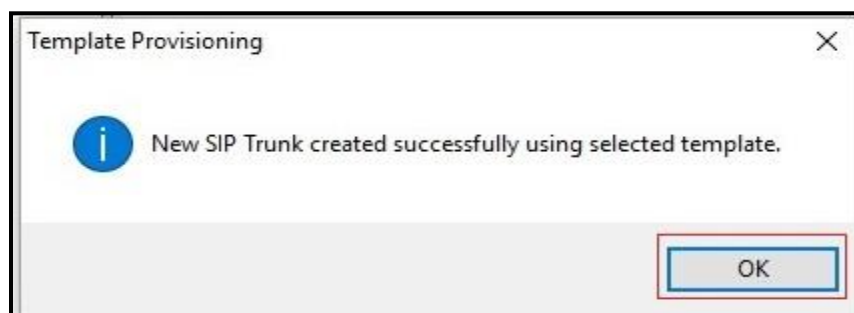 Template Provisioning
New SIP Trunk created successfully using selected template.
OK